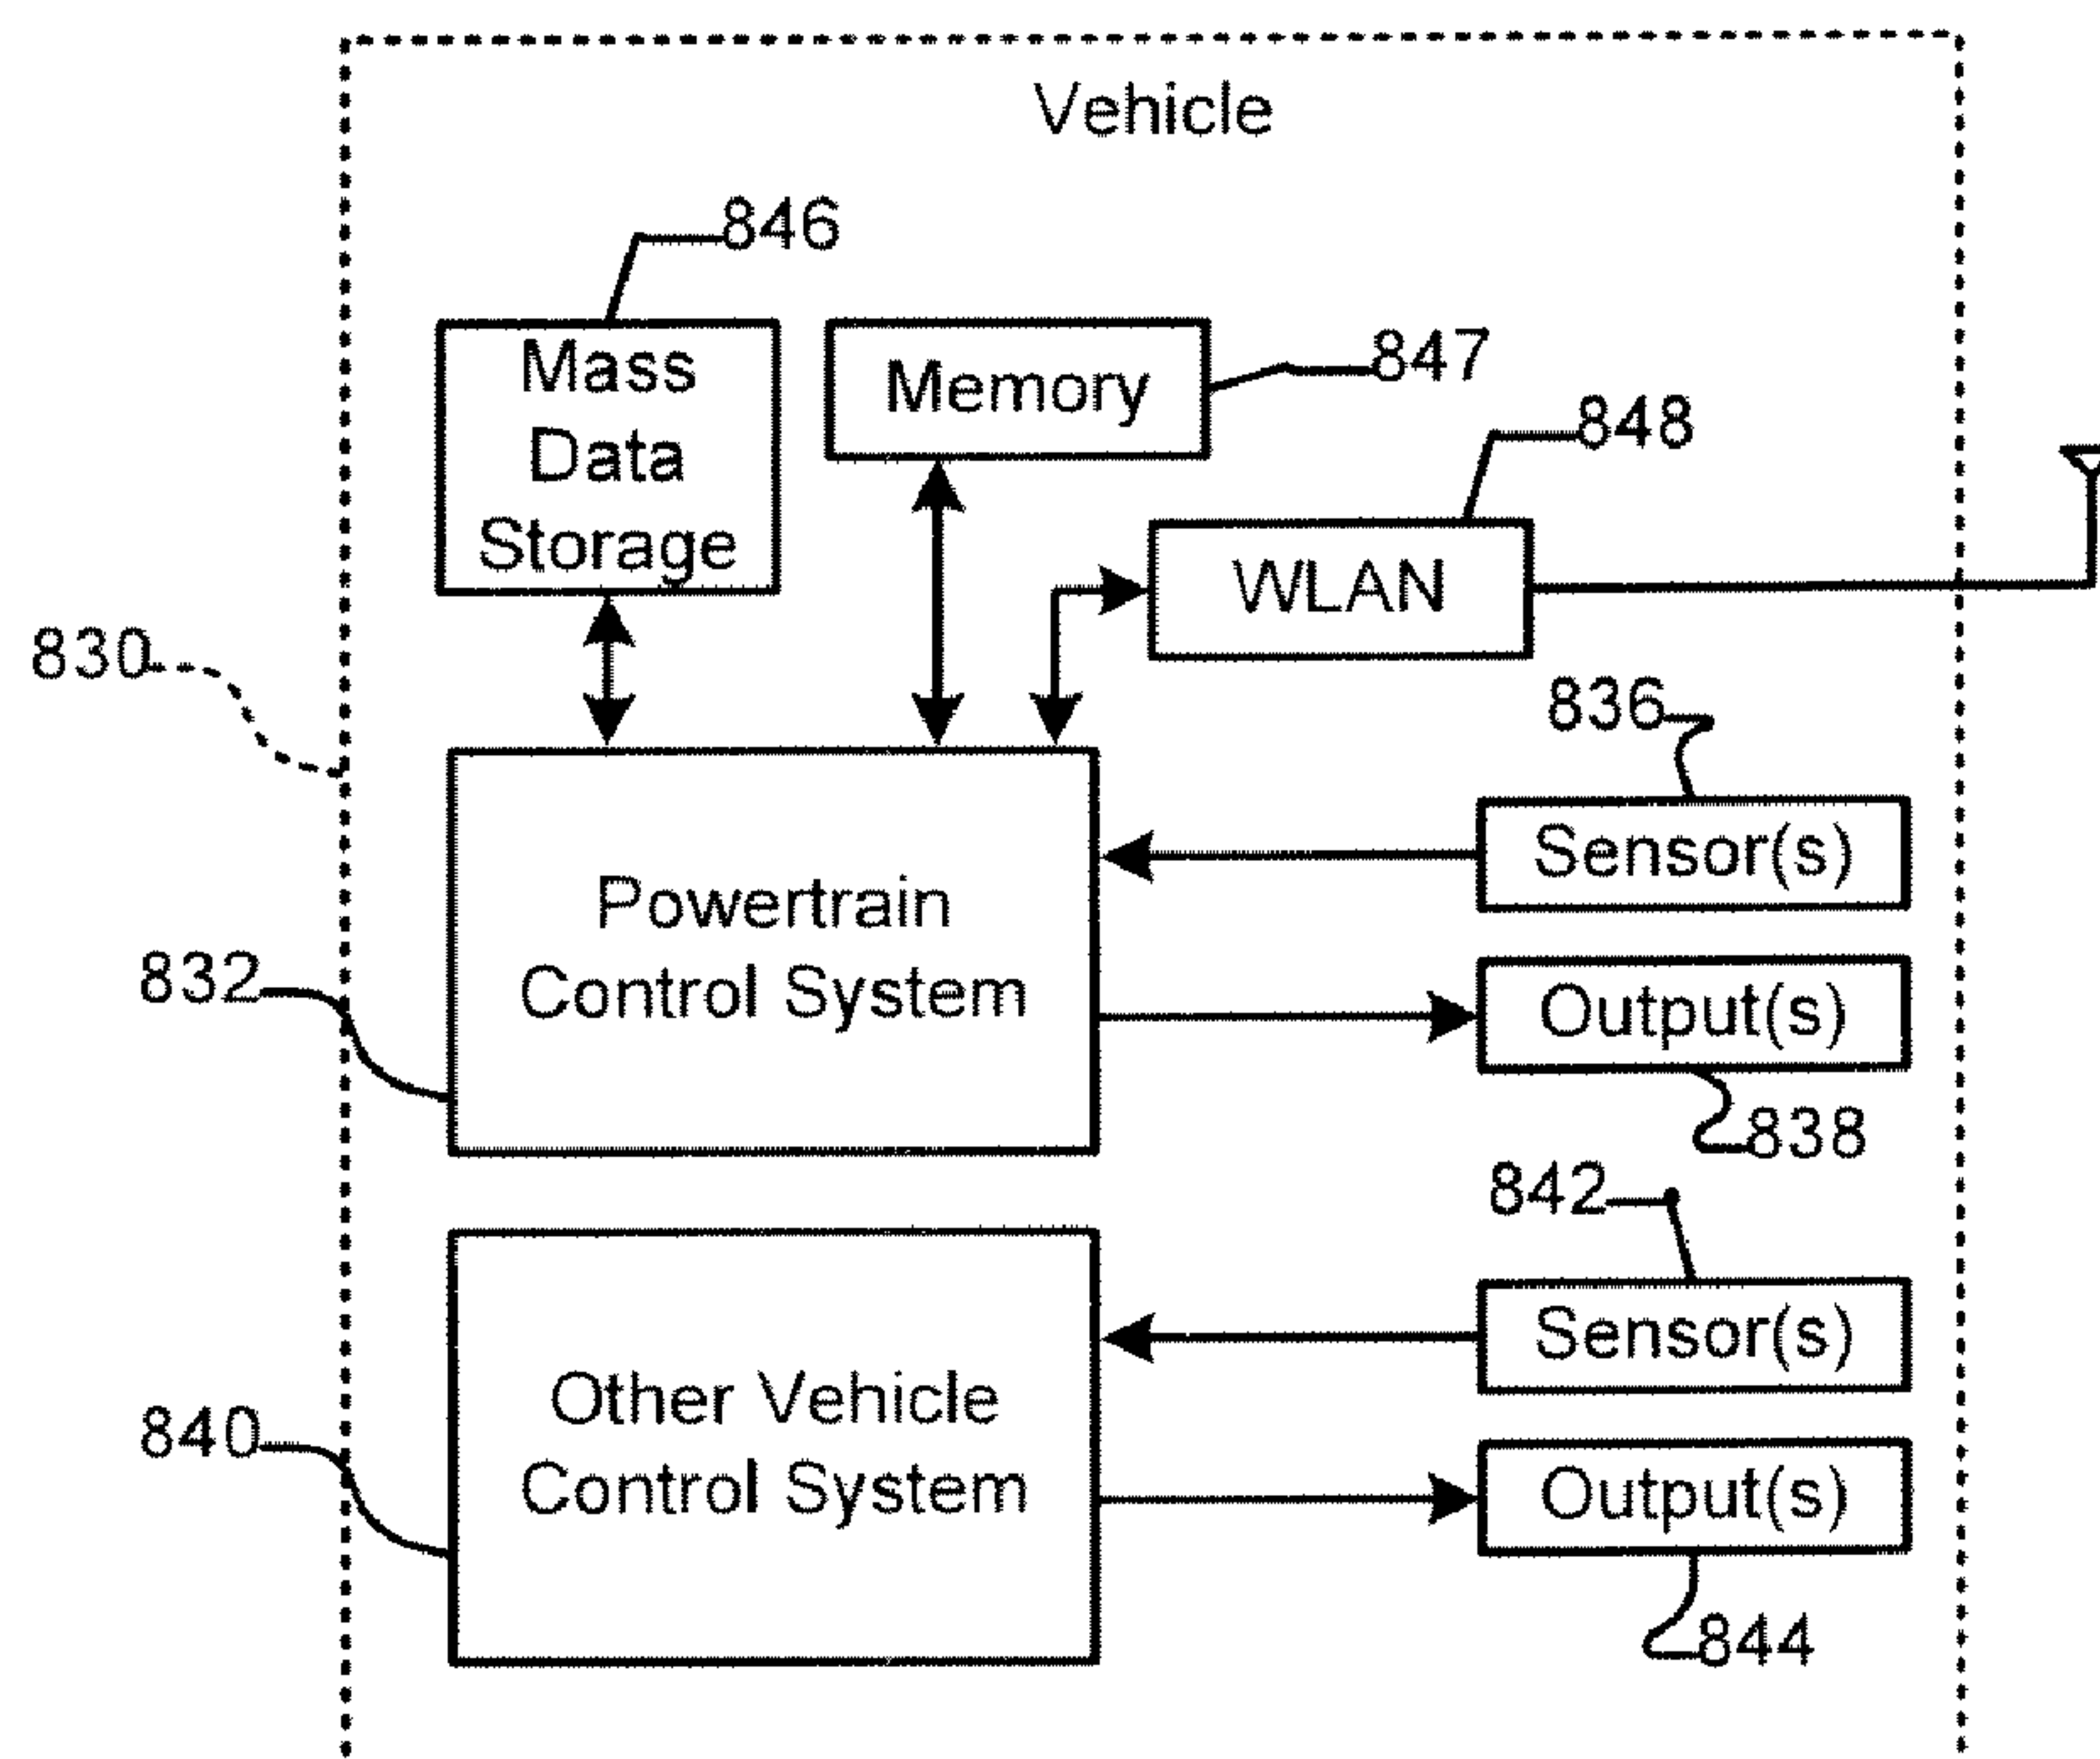 Vehicle
846
Mass
Data
Storage
Memory
847
848
WLAN
830
836
Sensor(s)
Powertrain
Control System
832
Output(s)
838
842
Sensor(s)
Other Vehicle
Control System
840
Output(s)
844